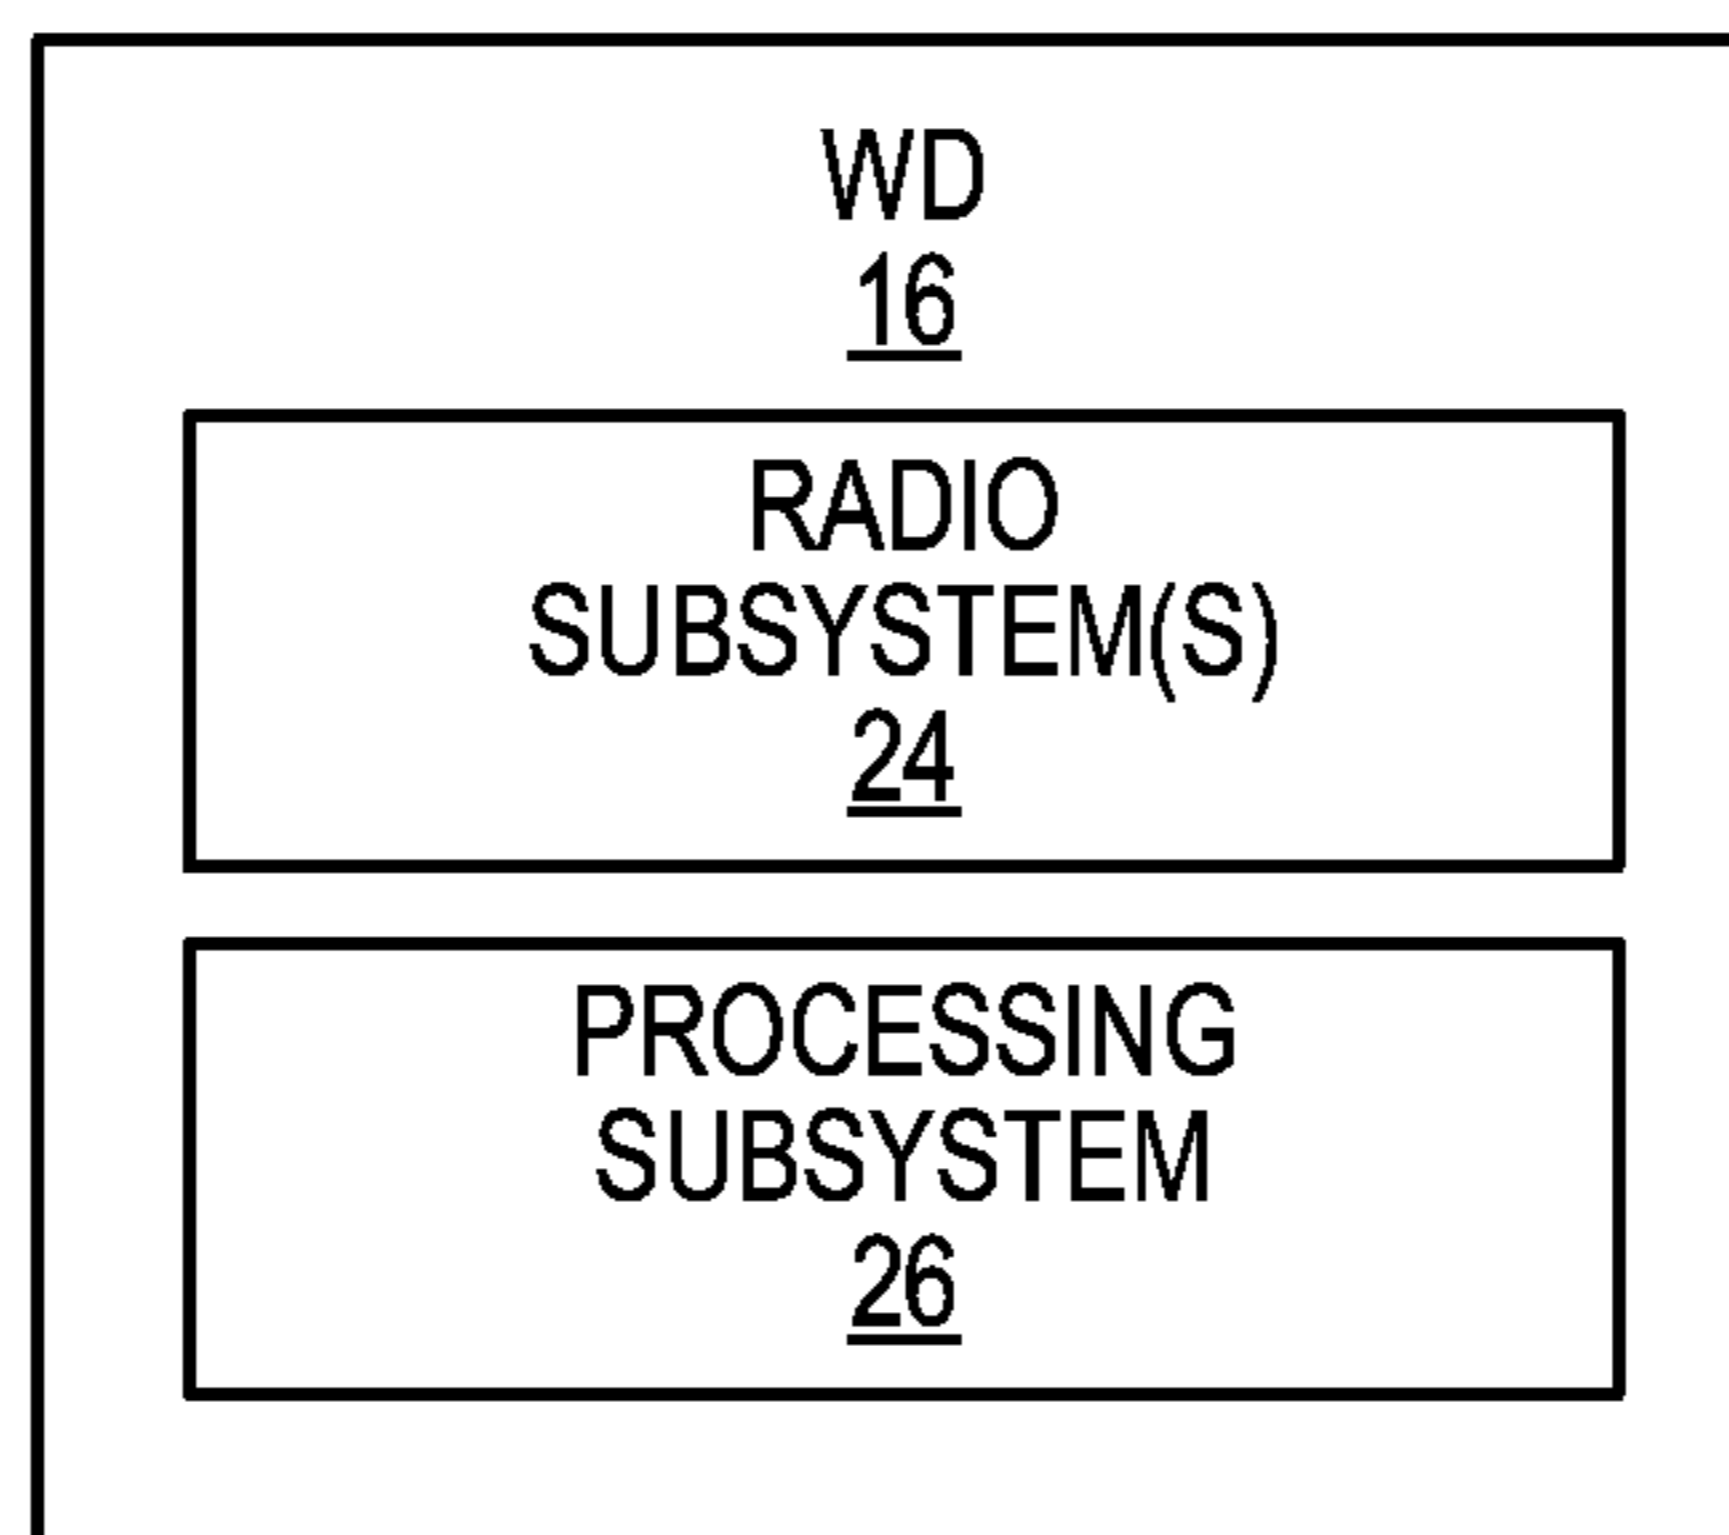 WD
16
RADIO
SUBSYSTEM(S)
24
PROCESSING
SUBSYSTEM
26